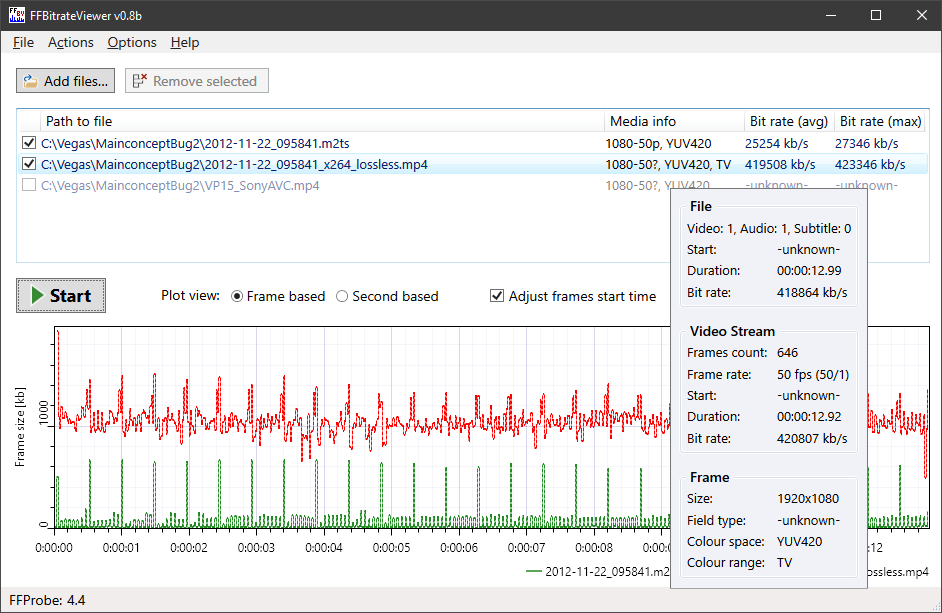 FFBitrateViewer v0.8b
File Actions Options Help
Add files... Remove selected
Path to file Media info Bit rate (avg) Bit rate (max)
C:\Vegas\MainconceptBug2\2012-11-22_095841.m2ts 1080-50p, YUV420 25254 kb/s 27346 kb/s
C:\Vegas\MainconceptBug2\2012-11-22_095841_x264_lossless.mp4 1080-50?, YUV420, TV 419508 kb/s 423346 kb/s
C:\Vegas\MainconceptBug2\VP15_SonyAVC.mp4 1080-50?, YUV420 -unknown- -unknown-
Start Plot view: Frame based Second based Adjust frames start time
File
Video: 1, Audio: 1, Subtitle: 0
Start: -unknown-
Duration: 00:00:12.99
Bit rate: 418864 kb/s
Video Stream
Frames count: 646
Frame rate: 50 fps (50/1)
Start: -unknown-
Duration: 00:00:12.92
Bit rate: 420807 kb/s
Frame
Size: 1920x1080
Field type: -unknown-
Colour space: YUV420
Colour range: TV
Frame size [kb]
1000
0
0:00:00 0:00:01 0:00:02 0:00:03 0:00:04 0:00:05 0:00:06 0:00:07 0:00:08 0:00:0 :12
2012-11-22_095841.m2 ossless.mp4
FFProbe: 4.4